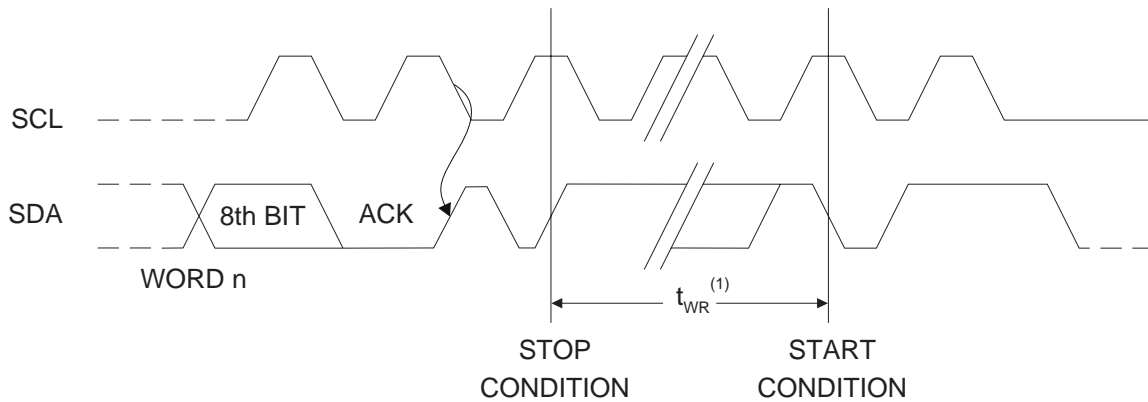 SCL
SDA
8th BIT
ACK
WORD n
tWR(1)
STOP
CONDITION
START
CONDITION